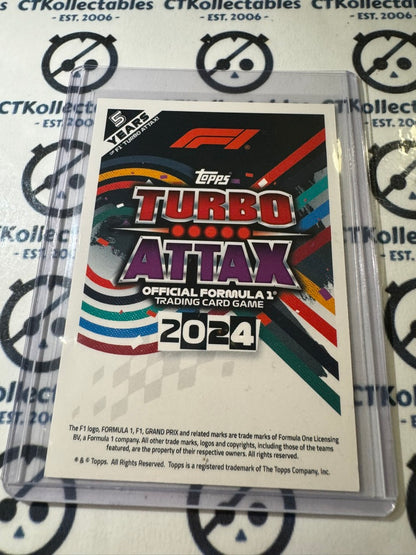 CTKollectables
- EST. 2006 -
CTKollectables
- EST. 2006 -
CTKollectables
- EST. 2006 -
5
YEARS
OF F1® TURBO ATTAX!
F1
Topps
TURBO
ATTAX
OFFICIAL FORMULA 1®
TRADING CARD GAME
2024
The F1 logo, FORMULA 1, F1, GRAND PRIX and related marks are trade marks of Formula One Licensing
BV, a Formula 1 company. All other trade marks, logos and copyrights, including those of the teams
featured, are the property of their respective owners. All rights reserved.
® & © Topps. All Rights Reserved. Topps is a registered trademark of The Topps Company, Inc.